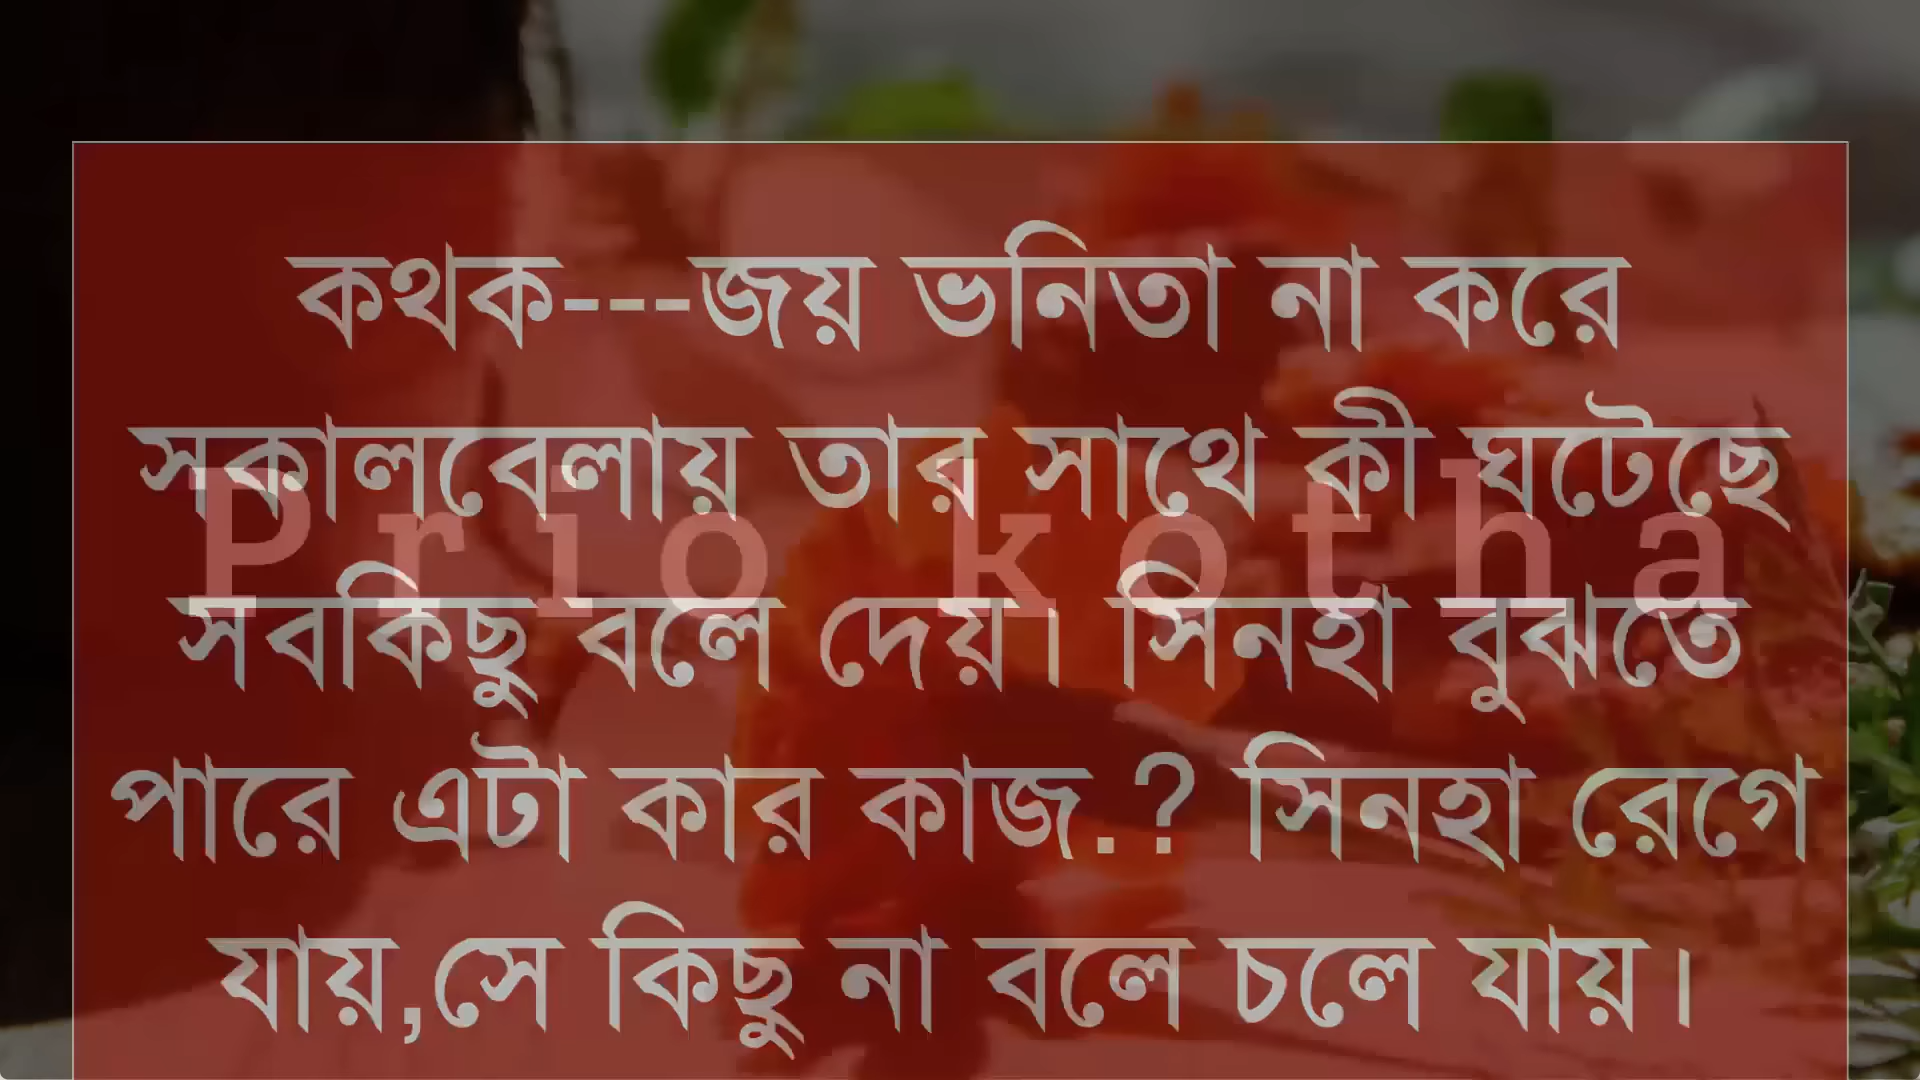 কথক---জয় ভনিতা না করে
সকালবেলায় তার সাথে কী ঘটেছে
Prio kotha
সবকিছু বলে দেয়। সিনহা বুঝতে
পারে এটা কার কাজ.? সিনহা রেগে
যায়,সে কিছু না বলে চলে যায়।